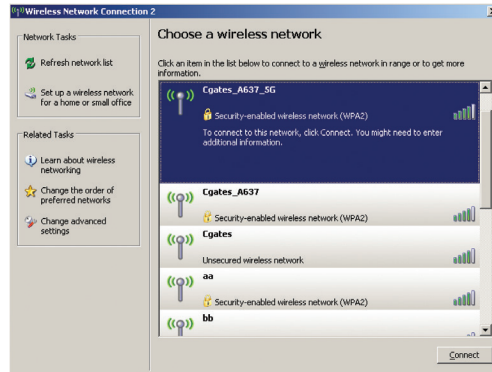 Wireless Network Connection 2
Network Tasks
Refresh network list
Set up a wireless network
for a home or small office
Related Tasks
Learn about wireless
networking
Change the order of
preferred networks
Change advanced
settings
Choose a wireless network
Click an item in the list below to connect to a wireless network in range or to get more
information.
Cgates_A637_SG
Security-enabled wireless network (WPA2)
To connect to this network, click Connect. You might need to enter
additional information.
Cgates_A637
Security-enabled wireless network (WPA2)
Cgates
Unsecured wireless network
aa
Security-enabled wireless network (WPA2)
bb
Connect